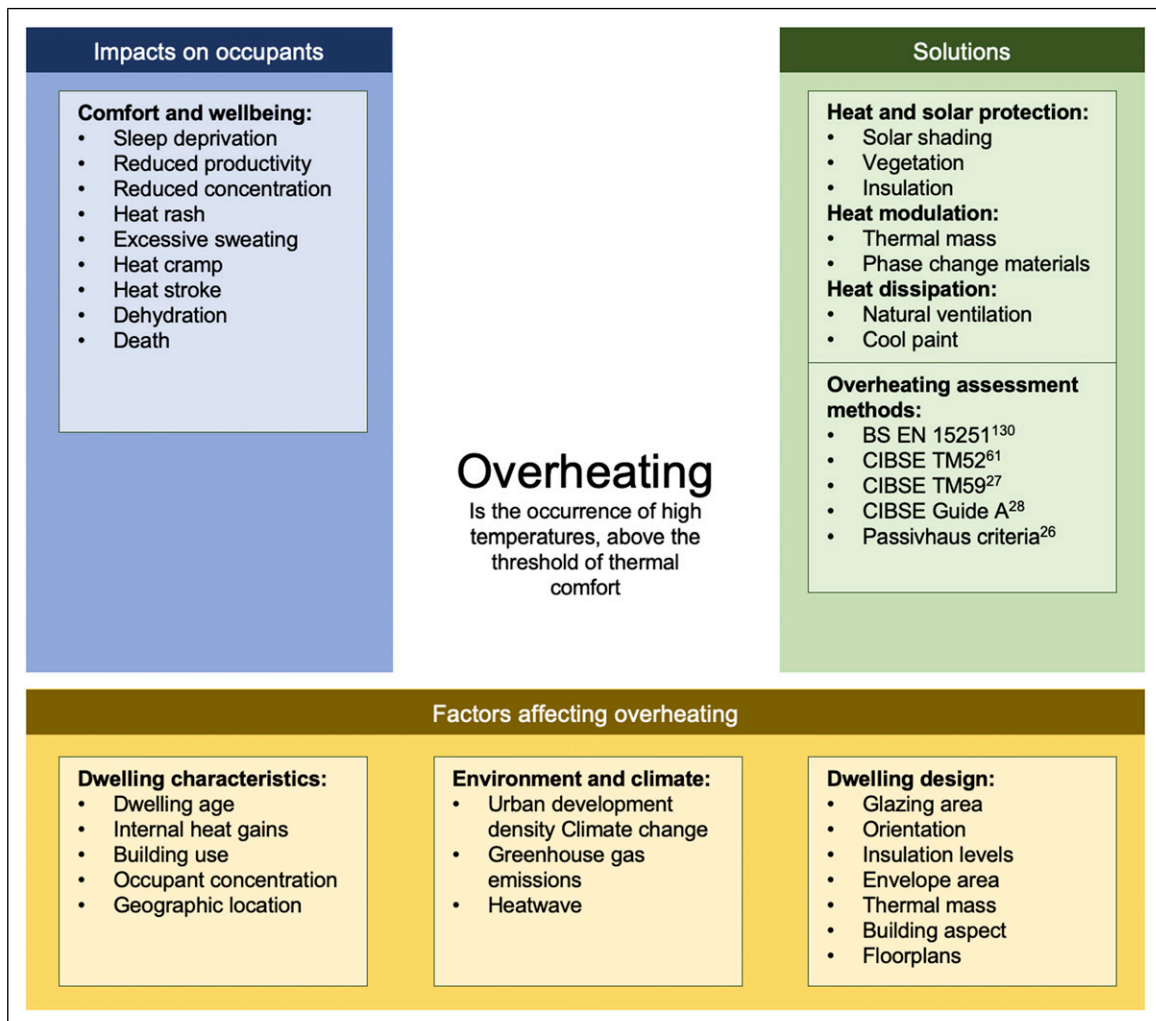 Impacts on occupants
Comfort and wellbeing:
• Sleep deprivation
• Reduced productivity
• Reduced concentration
• Heat rash
• Excessive sweating
• Heat cramp
• Heat stroke
• Dehydration
• Death
Overheating
Is the occurrence of high
temperatures, above the
threshold of thermal
comfort
Solutions
Heat and solar protection:
• Solar shading
• Vegetation
• Insulation
Heat modulation:
• Thermal mass
• Phase change materials
Heat dissipation:
• Natural ventilation
• Cool paint
Overheating assessment
methods:
• BS EN 15251¹³⁰
• CIBSE TM52⁶¹
• CIBSE TM59²⁷
• CIBSE Guide A²⁸
• Passivhaus criteria²⁶
Factors affecting overheating
Dwelling characteristics:
• Dwelling age
• Internal heat gains
• Building use
• Occupant concentration
• Geographic location
Environment and climate:
• Urban development
density Climate change
• Greenhouse gas
emissions
• Heatwave
Dwelling design:
• Glazing area
• Orientation
• Insulation levels
• Envelope area
• Thermal mass
• Building aspect
• Floorplans